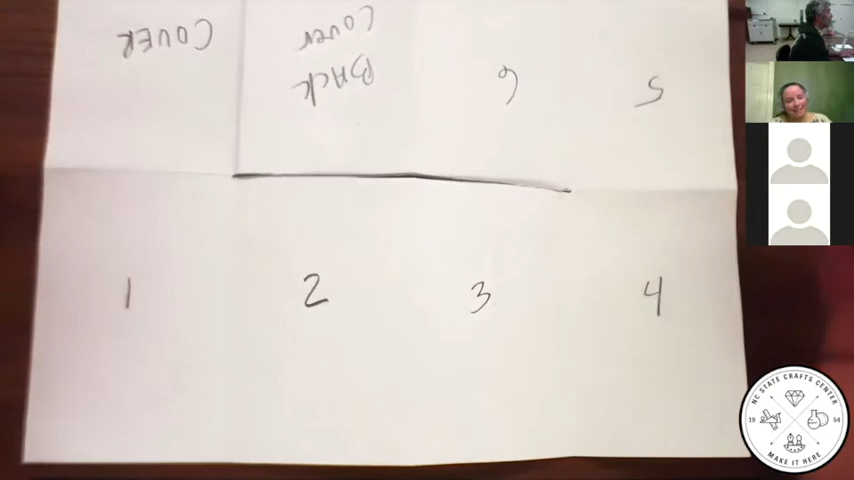 COVER
BACK
COVER
6
5
1
2
3
4
NC STATE CRAFTS CENTER
19 54
MAKE IT HERE